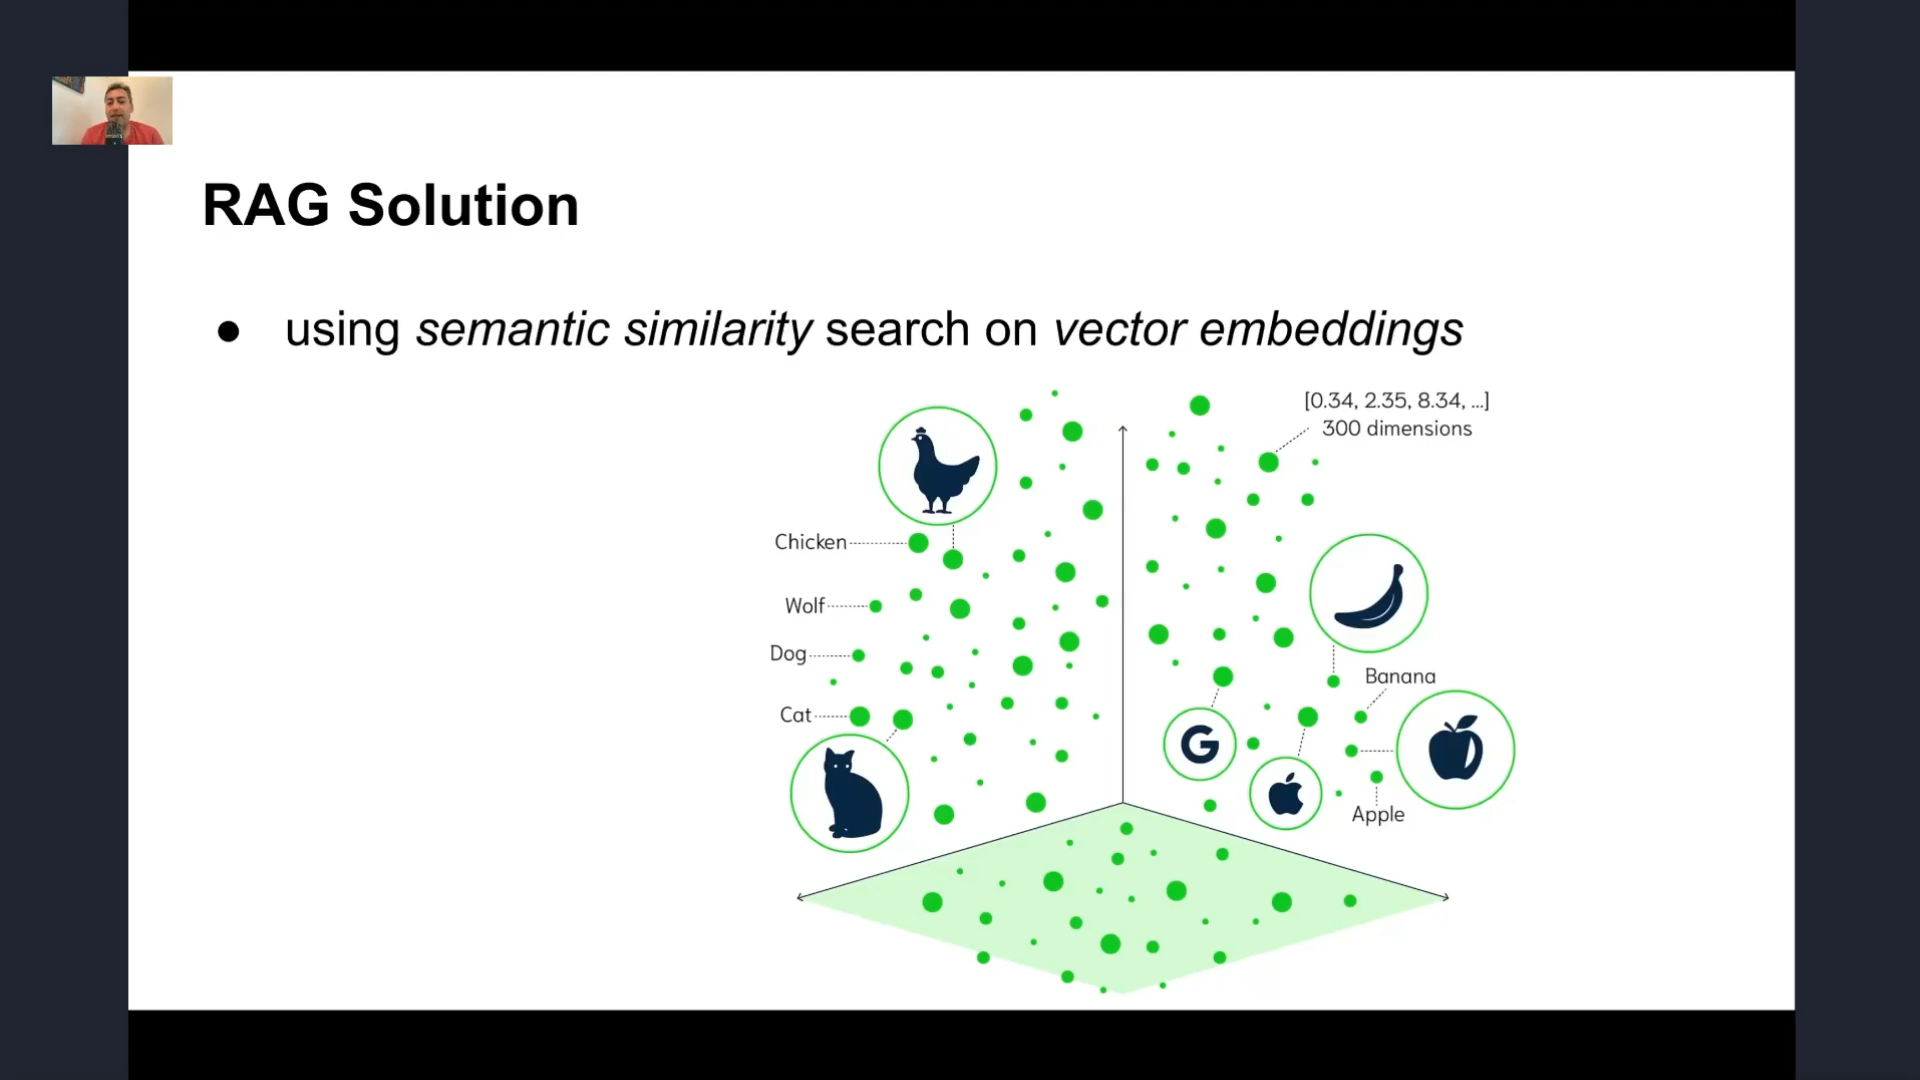 RAG Solution
● using semantic similarity search on vector embeddings
[0.34, 2.35, 8.34, ...]
300 dimensions
Chicken
Wolf
Dog
Banana
Cat
G
Apple